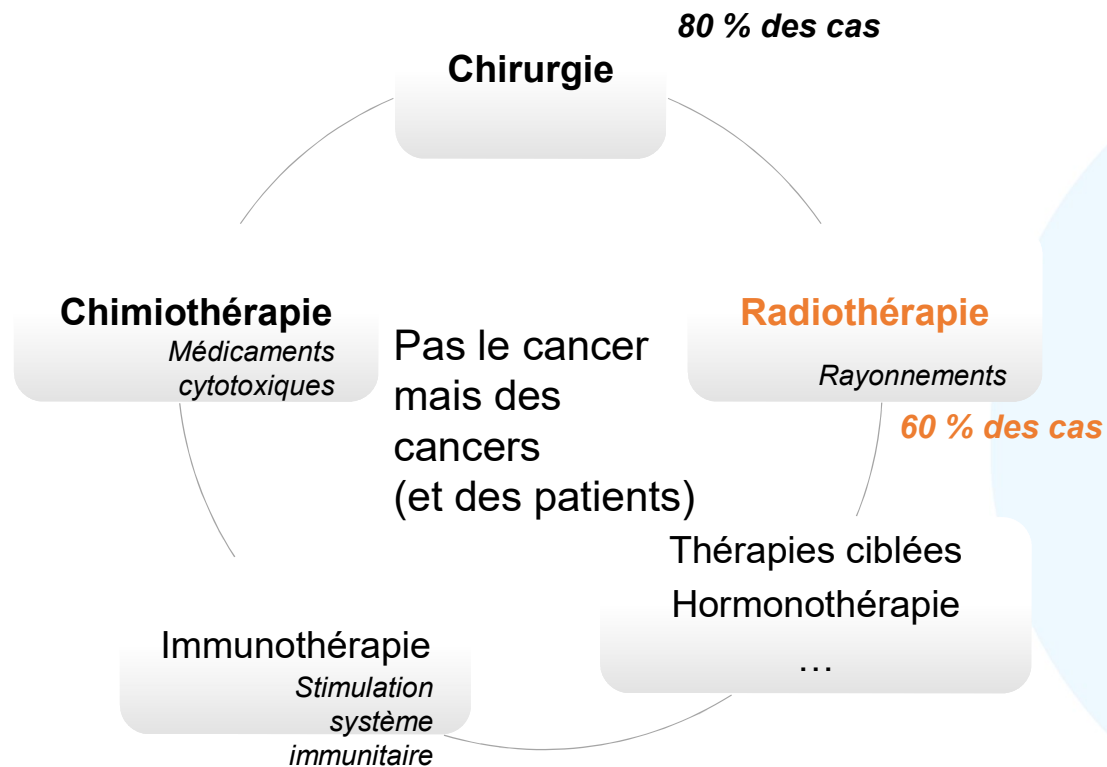 80 % des cas
Chirurgie
Chimiothérapie
Médicaments
cytotoxiques
Pas le cancer
mais des
cancers
(et des patients)
Radiothérapie
Rayonnements
60 % des cas
Thérapies ciblées
Hormonothérapie
…
Immunothérapie
Stimulation
système
immunitaire